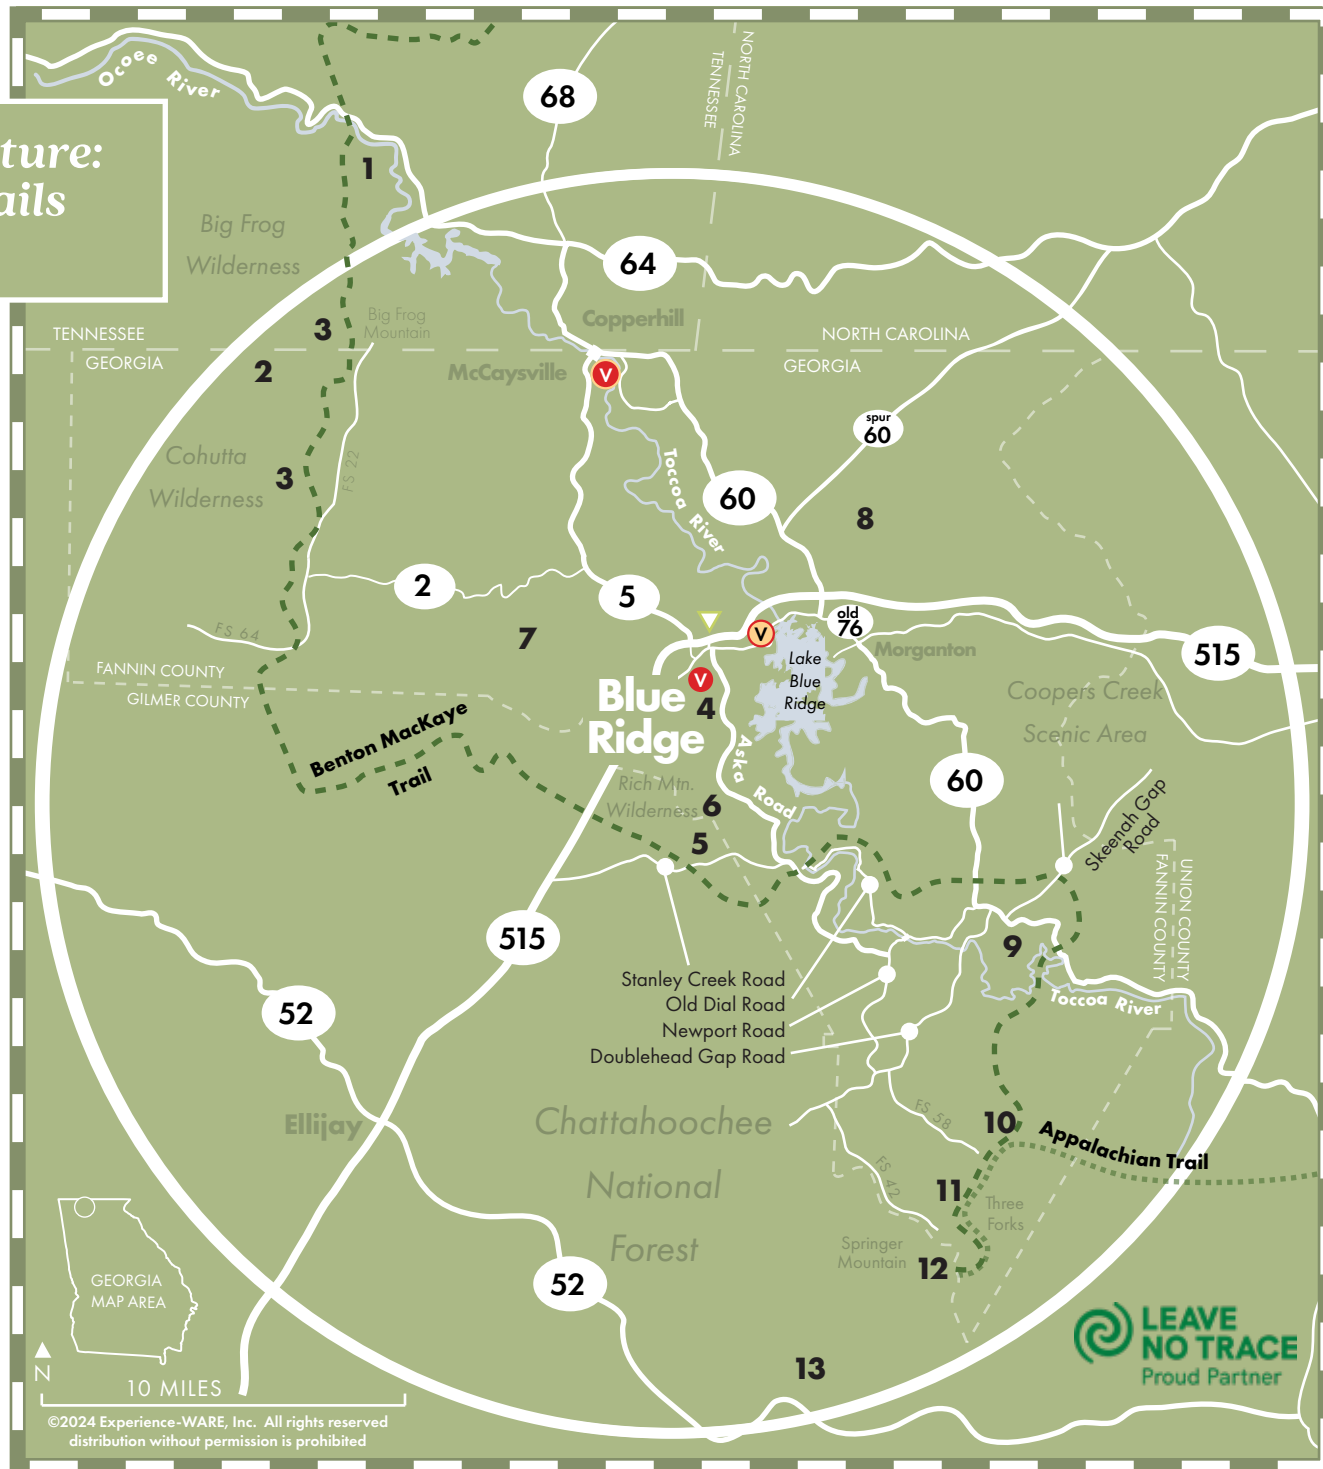 Ocoee River
68
NORTH CAROLINA
TENNESSEE
ture:
ails
1
Big Frog
Wilderness
64
3
Big Frog
Mountain
Copperhill
TENNESSEE
NORTH CAROLINA
GEORGIA
GEORGIA
2
McCaysville
V
spur
60
Cohutta
Wilderness
3
FS 22
Toccoa River
60
8
2
5
old
76
V
FS 64
7
Morganton
515
Lake
Blue
Ridge
FANNIN COUNTY
GILMER COUNTY
V
Blue
Ridge
4
Coopers Creek
Scenic Area
Benton MacKaye
Trail
Aska Road
60
Rich Mtn.
Wilderness
6
5
Skeenah Gap
Road
UNION COUNTY
FANNIN COUNTY
515
9
Stanley Creek Road
Old Dial Road
Newport Road
Doublehead Gap Road
Toccoa River
52
Ellijay
Chattahoochee
National
Forest
FS 58
10
Appalachian Trail
FS 42
11
Three
Forks
Springer
Mountain
12
52
GEORGIA
MAP AREA
N
10 MILES
13
LEAVE
NO TRACE
Proud Partner
©2024 Experience-WARE, Inc. All rights reserved
distribution without permission is prohibited